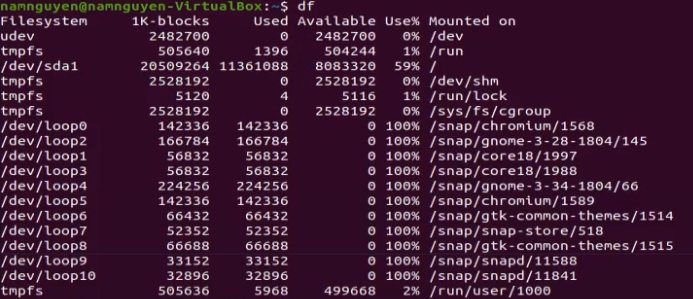 namnguyen@namnguyen-VirtualBox:~$ df
Filesystem 1K-blocks Used Available Use% Mounted on
udev 2482700 0 2482700 0% /dev
tmpfs 505640 1396 504244 1% /run
/dev/sda1 20509264 11361088 8083320 59% /
tmpfs 2528192 0 2528192 0% /dev/shm
tmpfs 5120 4 5116 1% /run/lock
tmpfs 2528192 0 2528192 0% /sys/fs/cgroup
/dev/loop0 142336 142336 0 100% /snap/chromium/1568
/dev/loop2 166784 166784 0 100% /snap/gnome-3-28-1804/145
/dev/loop1 56832 56832 0 100% /snap/core18/1997
/dev/loop3 56832 56832 0 100% /snap/core18/1988
/dev/loop4 224256 224256 0 100% /snap/gnome-3-34-1804/66
/dev/loop5 142336 142336 0 100% /snap/chromium/1589
/dev/loop6 66432 66432 0 100% /snap/gtk-common-themes/1514
/dev/loop7 52352 52352 0 100% /snap/snap-store/518
/dev/loop8 66688 66688 0 100% /snap/gtk-common-themes/1515
/dev/loop9 33152 33152 0 100% /snap/snapd/11588
/dev/loop10 32896 32896 0 100% /snap/snapd/11841
tmpfs 505636 5968 499668 2% /run/user/1000